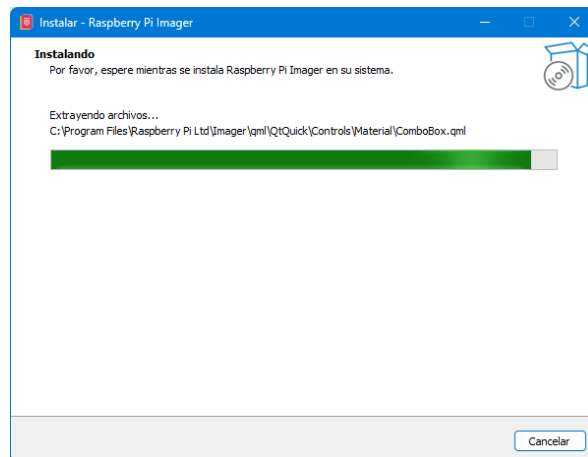 Instalar - Raspberry Pi Imager
Instalando
Por favor, espere mientras se instala Raspberry Pi Imager en su sistema.
Extrayendo archivos...
C:\Program Files\Raspberry Pi Ltd\Imager\qml\QtQuick\Controls\Material\ComboBox.qml
Cancelar